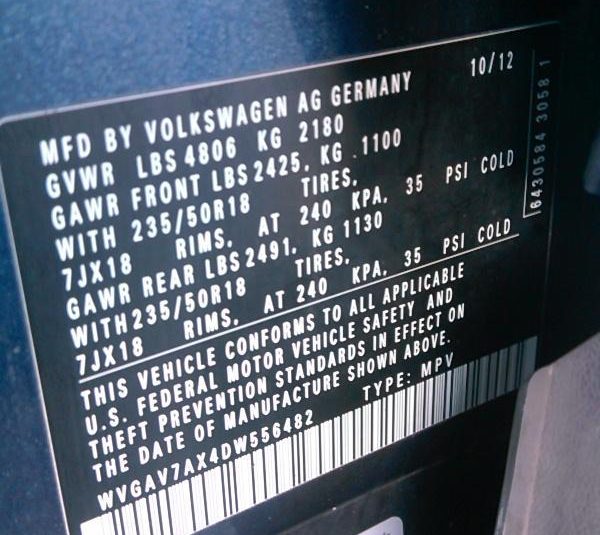 MFD BY VOLKSWAGEN AG GERMANY 10/12
GVWR LBS 4806 KG 2180
GAWR FRONT LBS 2425, KG .1100
WITH 235/50R18 TIRES,
7JX18 RIMS, AT 240 KPA, 35 PSI COLD
GAWR REAR LBS 2491, KG 1130
WITH 235/50R18 TIRES,
7JX18 RIMS, AT 240 KPA, 35 PSI COLD
THIS VEHICLE CONFORMS TO ALL APPLICABLE
U.S. FEDERAL MOTOR VEHICLE SAFETY AND
THEFT PREVENTION STANDARDS IN EFFECT ON
THE DATE OF MANUFACTURE SHOWN ABOVE.
WVGAV7AX4DW556482 TYPE: MPV
6430584 3058 1